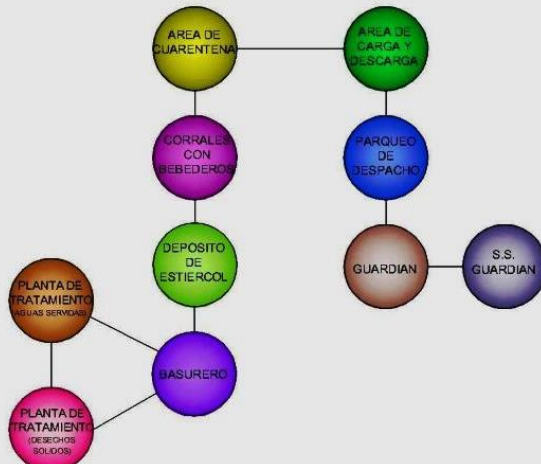 AREA DE
CUARENTENA
AREA DE
CARGA Y
DESCARGA
CORRALES
CON
BEBEDEROS
PARQUEO
DE
DESPACHO
DEPOSITO
DE
ESTIERCOL
GUARDIAN
S.S.
GUARDIAN
PLANTA DE
TRATAMIENTO
(AGUAS SERVIDAS)
BASURERO
PLANTA DE
TRATAMIENTO
(DESECHOS
SOLIDOS)